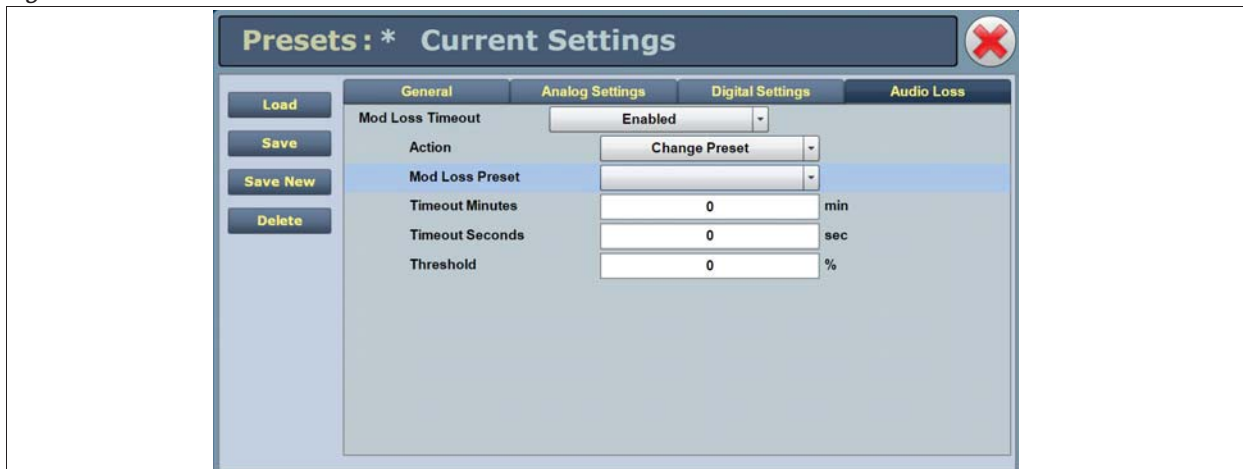 Presets: * Current Settings
General Analog Settings Digital Settings Audio Loss
Load
Save
Save New
Delete
Mod Loss Timeout Enabled
Action Change Preset
Mod Loss Preset
Timeout Minutes 0 min
Timeout Seconds 0 sec
Threshold 0 %